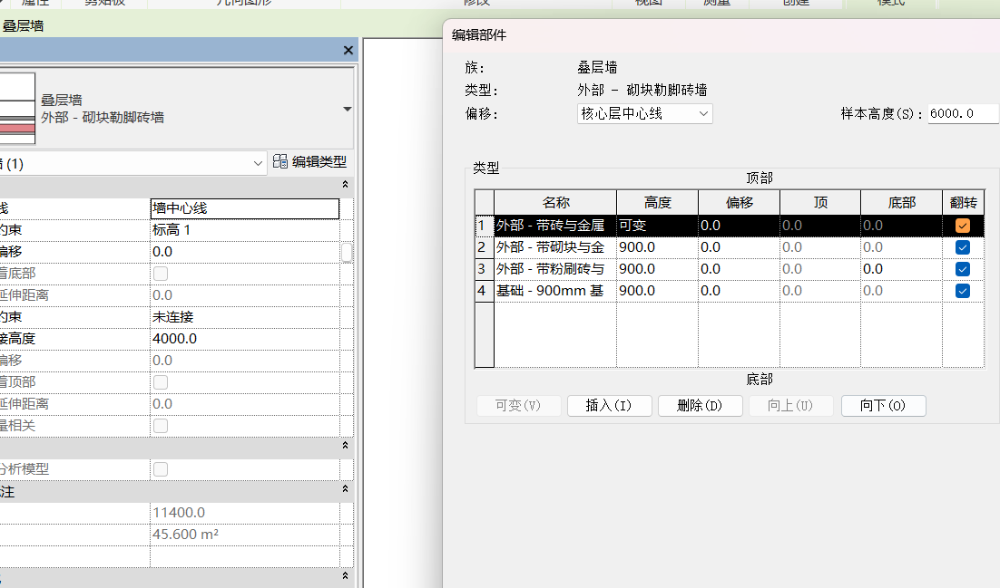 属性
剪贴板
几何图形
修改
视图
测量
创建
模式
叠层墙
叠层墙
外部 - 砌块勒脚砖墙
(1)
编辑类型
线
墙中心线
约束
标高 1
偏移
0.0
着底部
延伸距离
0.0
约束
未连接
接高度
4000.0
偏移
0.0
着顶部
延伸距离
0.0
量相关
分析模型
注
11400.0
45.600 m²
编辑部件
族:
叠层墙
类型:
外部 - 砌块勒脚砖墙
偏移:
核心层中心线
样本高度(S):
6000.0
类型
顶部
名称 高度 偏移 顶 底部 翻转
1 外部 - 带砖与金属 可变 0.0 0.0 0.0
2 外部 - 带砌块与金 900.0 0.0 0.0 0.0
3 外部 - 带粉刷砖与 900.0 0.0 0.0 0.0
4 基础 - 900mm 基 900.0 0.0 0.0 0.0
底部
可变(V) 插入(I) 删除(D) 向上(U) 向下(O)